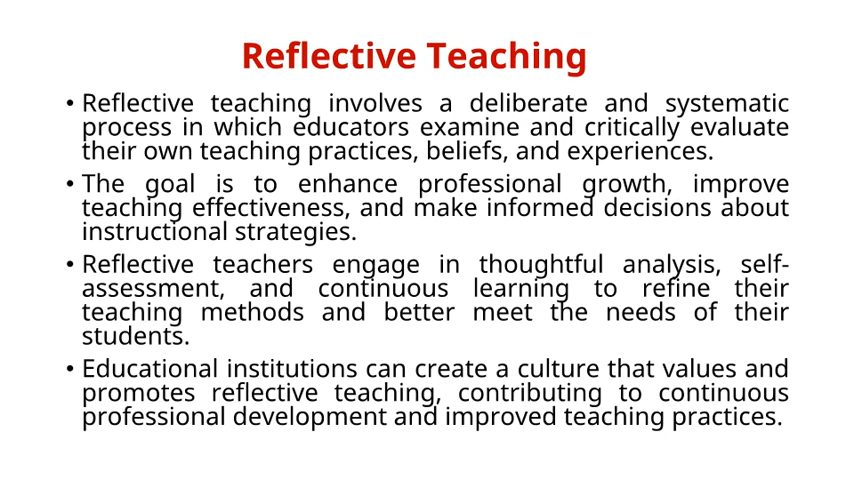 Reflective Teaching
• Reflective teaching involves a deliberate and systematic
process in which educators examine and critically evaluate
their own teaching practices, beliefs, and experiences.
• The goal is to enhance professional growth, improve
teaching effectiveness, and make informed decisions about
instructional strategies.
• Reflective teachers engage in thoughtful analysis, self-
assessment, and continuous learning to refine their
teaching methods and better meet the needs of their
students.
• Educational institutions can create a culture that values and
promotes reflective teaching, contributing to continuous
professional development and improved teaching practices.